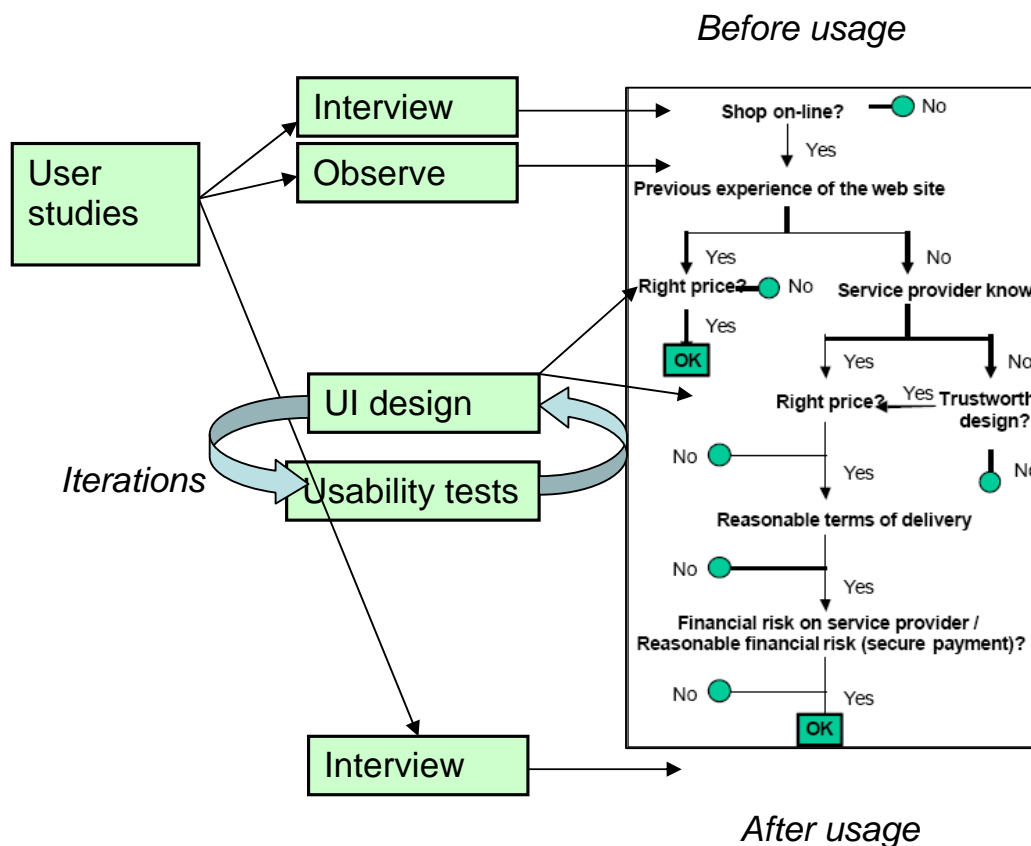 Before usage
Interview
Observe
User
studies
UI design
Usability tests
Iterations
Interview
After usage
Shop on-line?
No
Yes
Previous experience of the web site
Yes
No
Right price?
No
Service provider know
Yes
OK
Yes
No
Right price?
Yes
Trustworth
design?
No
No
Yes
Reasonable terms of delivery
No
Yes
Financial risk on service provider /
Reasonable financial risk (secure payment)?
No
Yes
OK